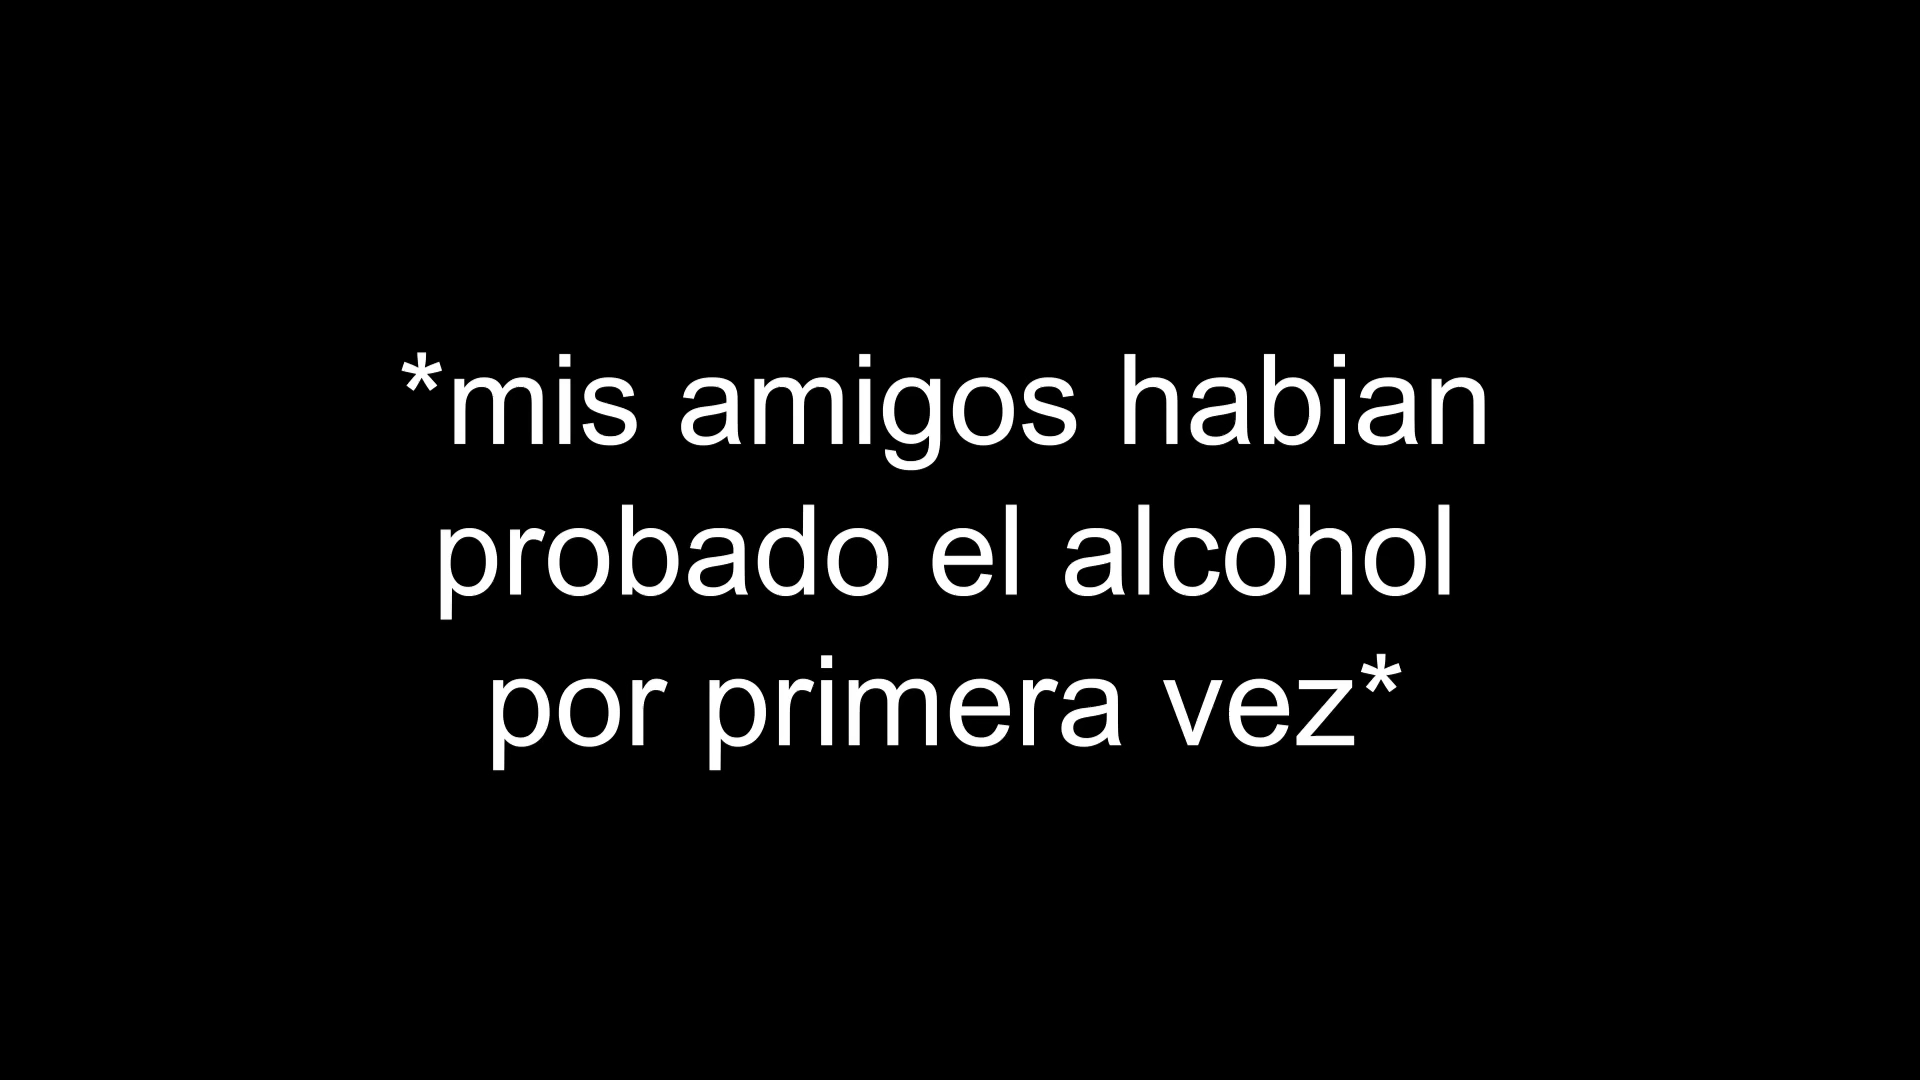 *mis amigos habian
probado el alcohol
por primera vez*